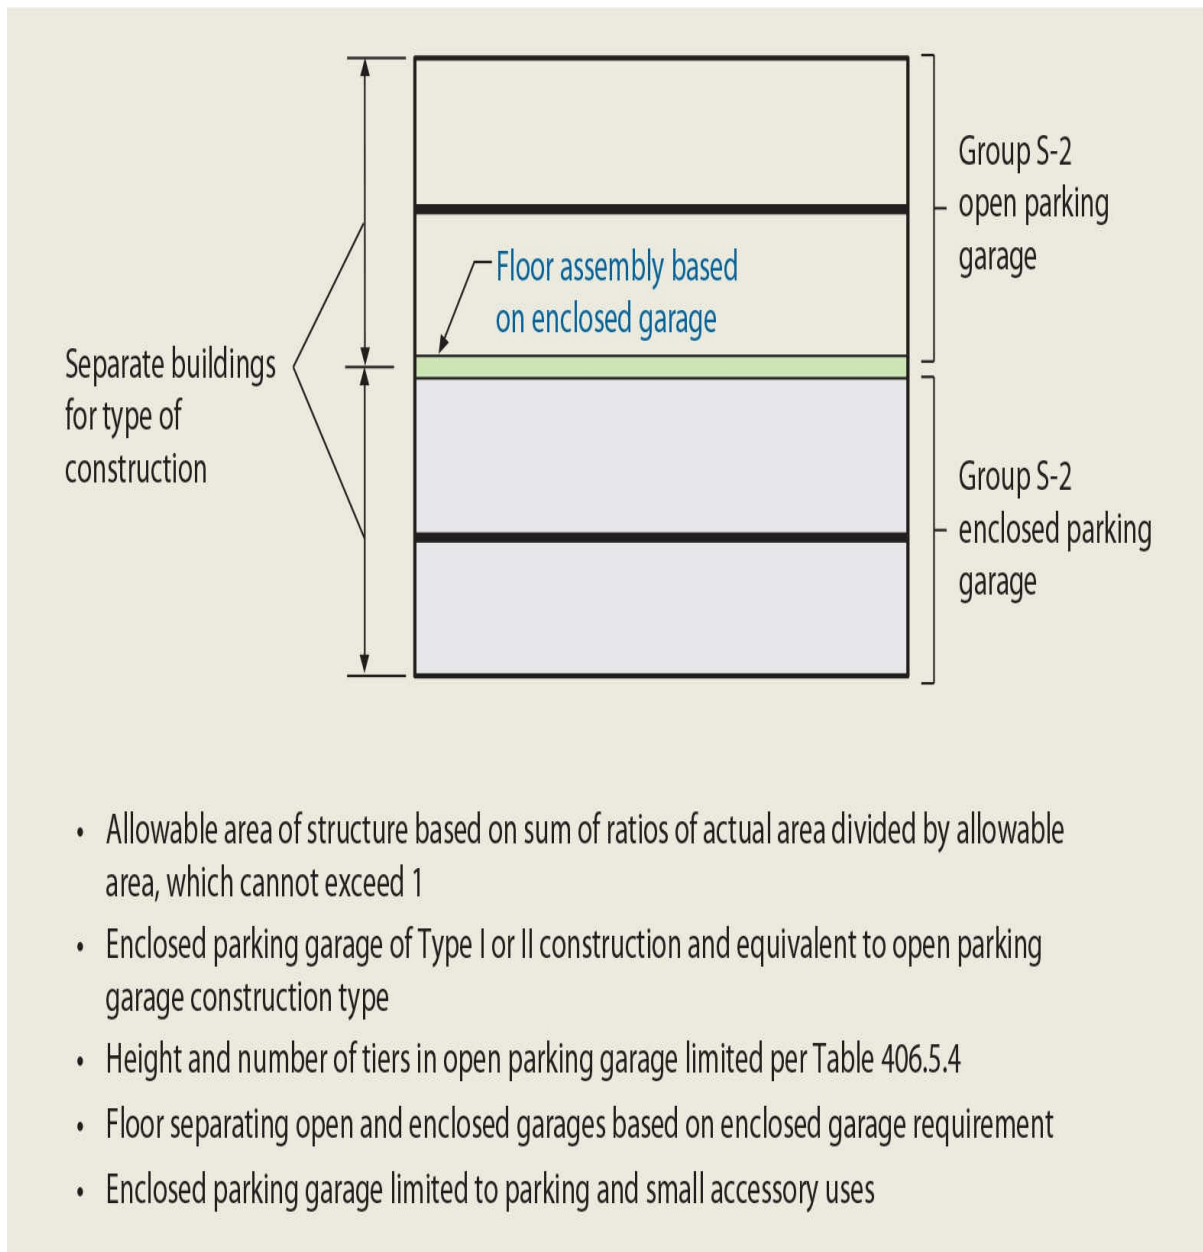 Group S-2
open parking
garage
Floor assembly based
on enclosed garage
Separate buildings
for type of
construction
Group S-2
enclosed parking
garage
• Allowable area of structure based on sum of ratios of actual area divided by allowable
area, which cannot exceed 1
• Enclosed parking garage of Type I or II construction and equivalent to open parking
garage construction type
• Height and number of tiers in open parking garage limited per Table 406.5.4
• Floor separating open and enclosed garages based on enclosed garage requirement
• Enclosed parking garage limited to parking and small accessory uses